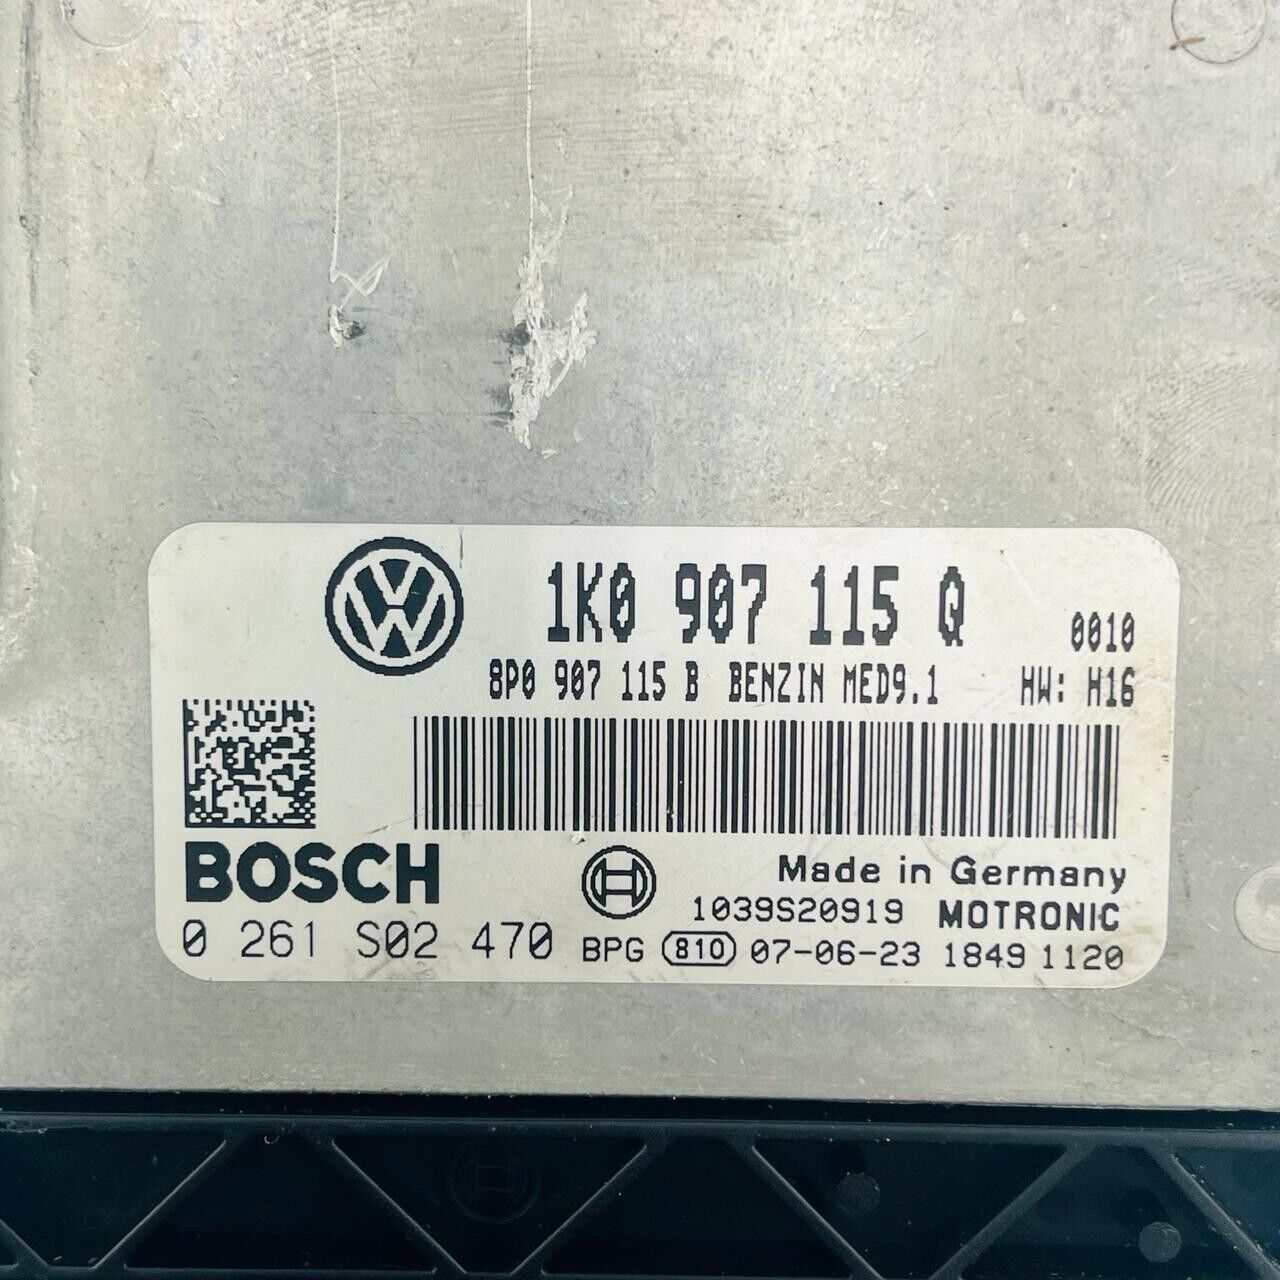 1K0 907 115 Q 0010
8P0 907 115 B BENZIN MED9.1 HW: H16
BOSCH
Made in Germany
1039S20919 MOTRONIC
0 261 S02 470 BPG 810 07-06-23 1849 1120